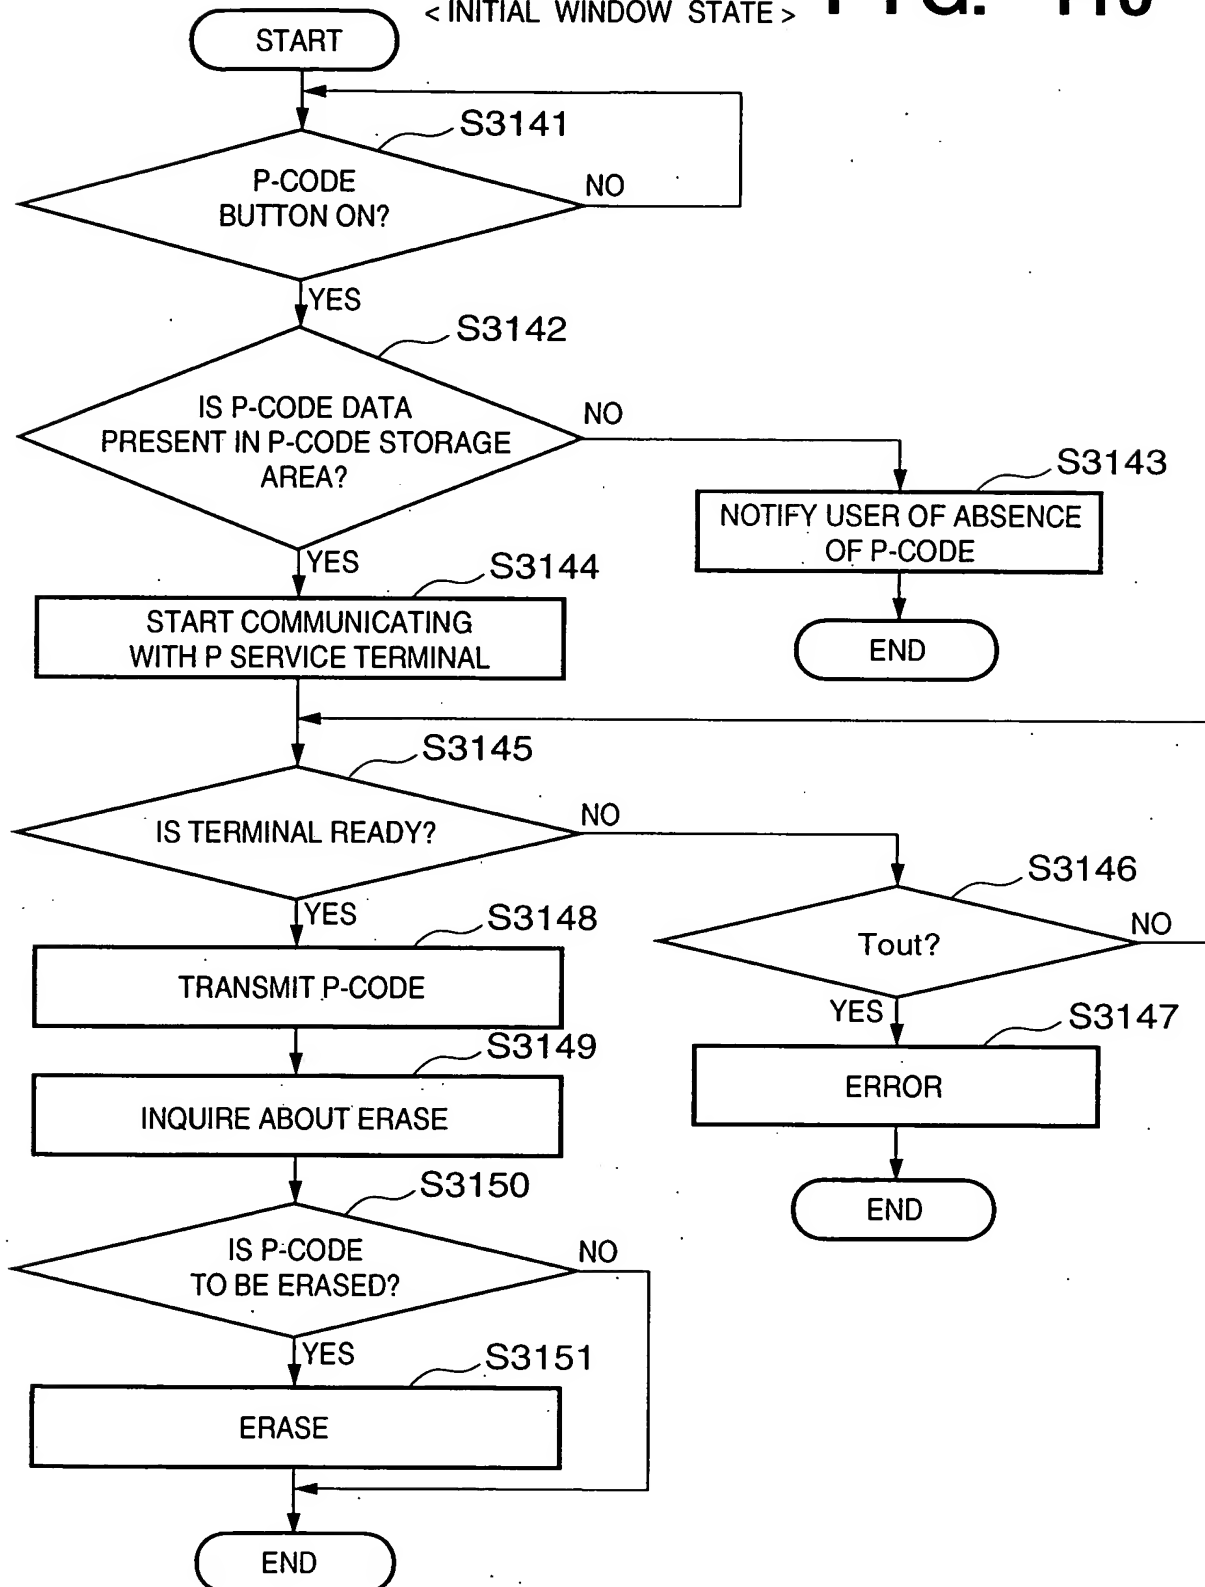 < INITIAL WINDOW STATE >
START
S3141
P-CODE
BUTTON ON?
NO
YES
S3142
IS P-CODE DATA
PRESENT IN P-CODE STORAGE
AREA?
NO
S3143
NOTIFY USER OF ABSENCE
OF P-CODE
YES
S3144
START COMMUNICATING
WITH P SERVICE TERMINAL
END
S3145
IS TERMINAL READY?
NO
S3146
Tout?
NO
YES
S3148
TRANSMIT P-CODE
YES
S3147
ERROR
S3149
INQUIRE ABOUT ERASE
END
S3150
IS P-CODE
TO BE ERASED?
NO
YES
S3151
ERASE
END